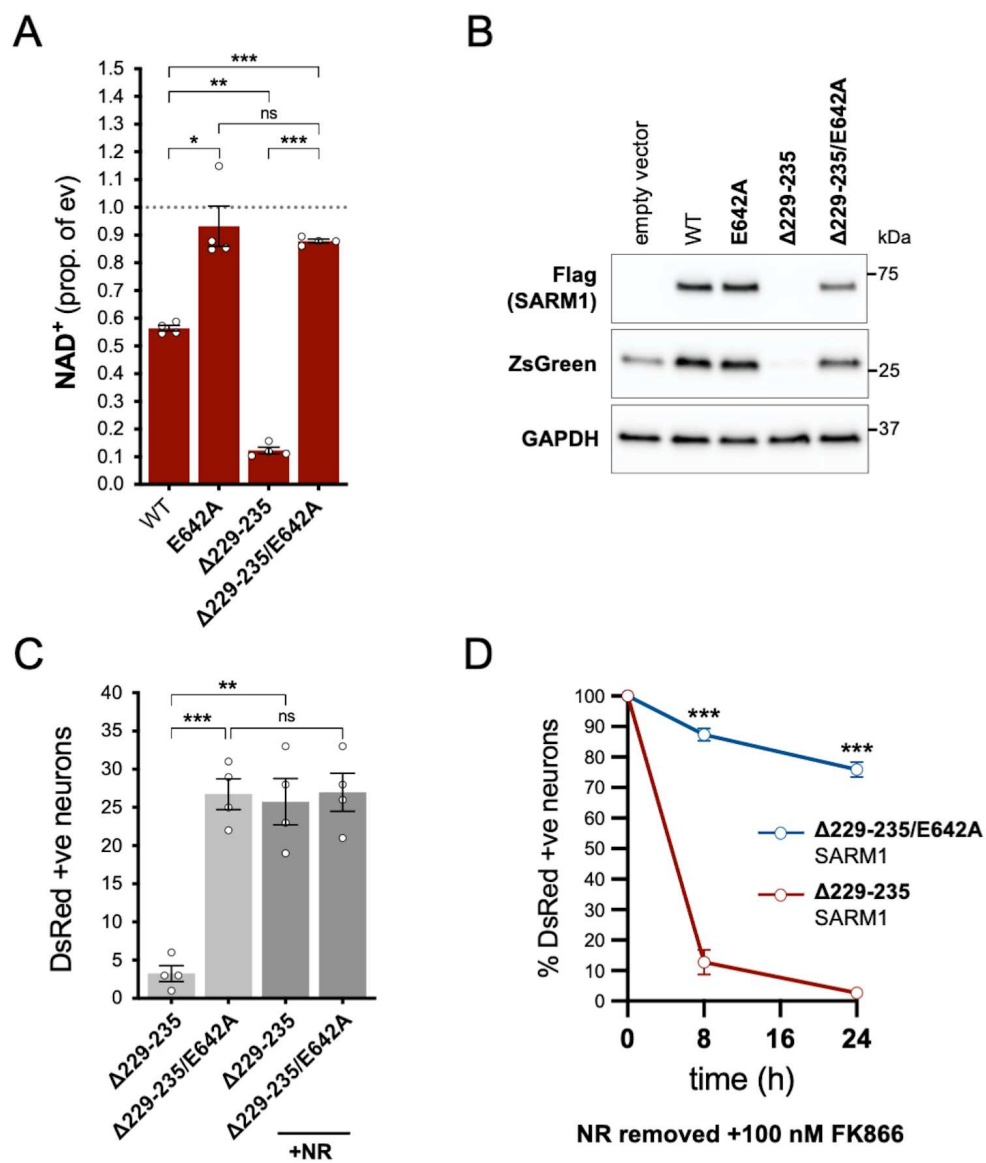 A
NAD+ (prop. of ev)
1.5
1.4
1.3
1.2
1.1
1.0
0.9
0.8
0.7
0.6
0.5
0.4
0.3
0.2
0.1
0.0
***
**
ns
*
***
WT
E642A
Δ229-235
Δ229-235/E642A
B
empty vector
WT
E642A
Δ229-235
Δ229-235/E642A
kDa
Flag
(SARM1)
75
ZsGreen
25
GAPDH
37
C
DsRed +ve neurons
40
35
30
25
20
15
10
5
0
**
***
ns
Δ229-235
Δ229-235/E642A
Δ229-235
Δ229-235/E642A
+NR
D
% DsRed +ve neurons
100
90
80
70
60
50
40
30
20
10
0
***
***
Δ229-235/E642A
SARM1
Δ229-235
SARM1
0 8 16 24
time (h)
NR removed +100 nM FK866